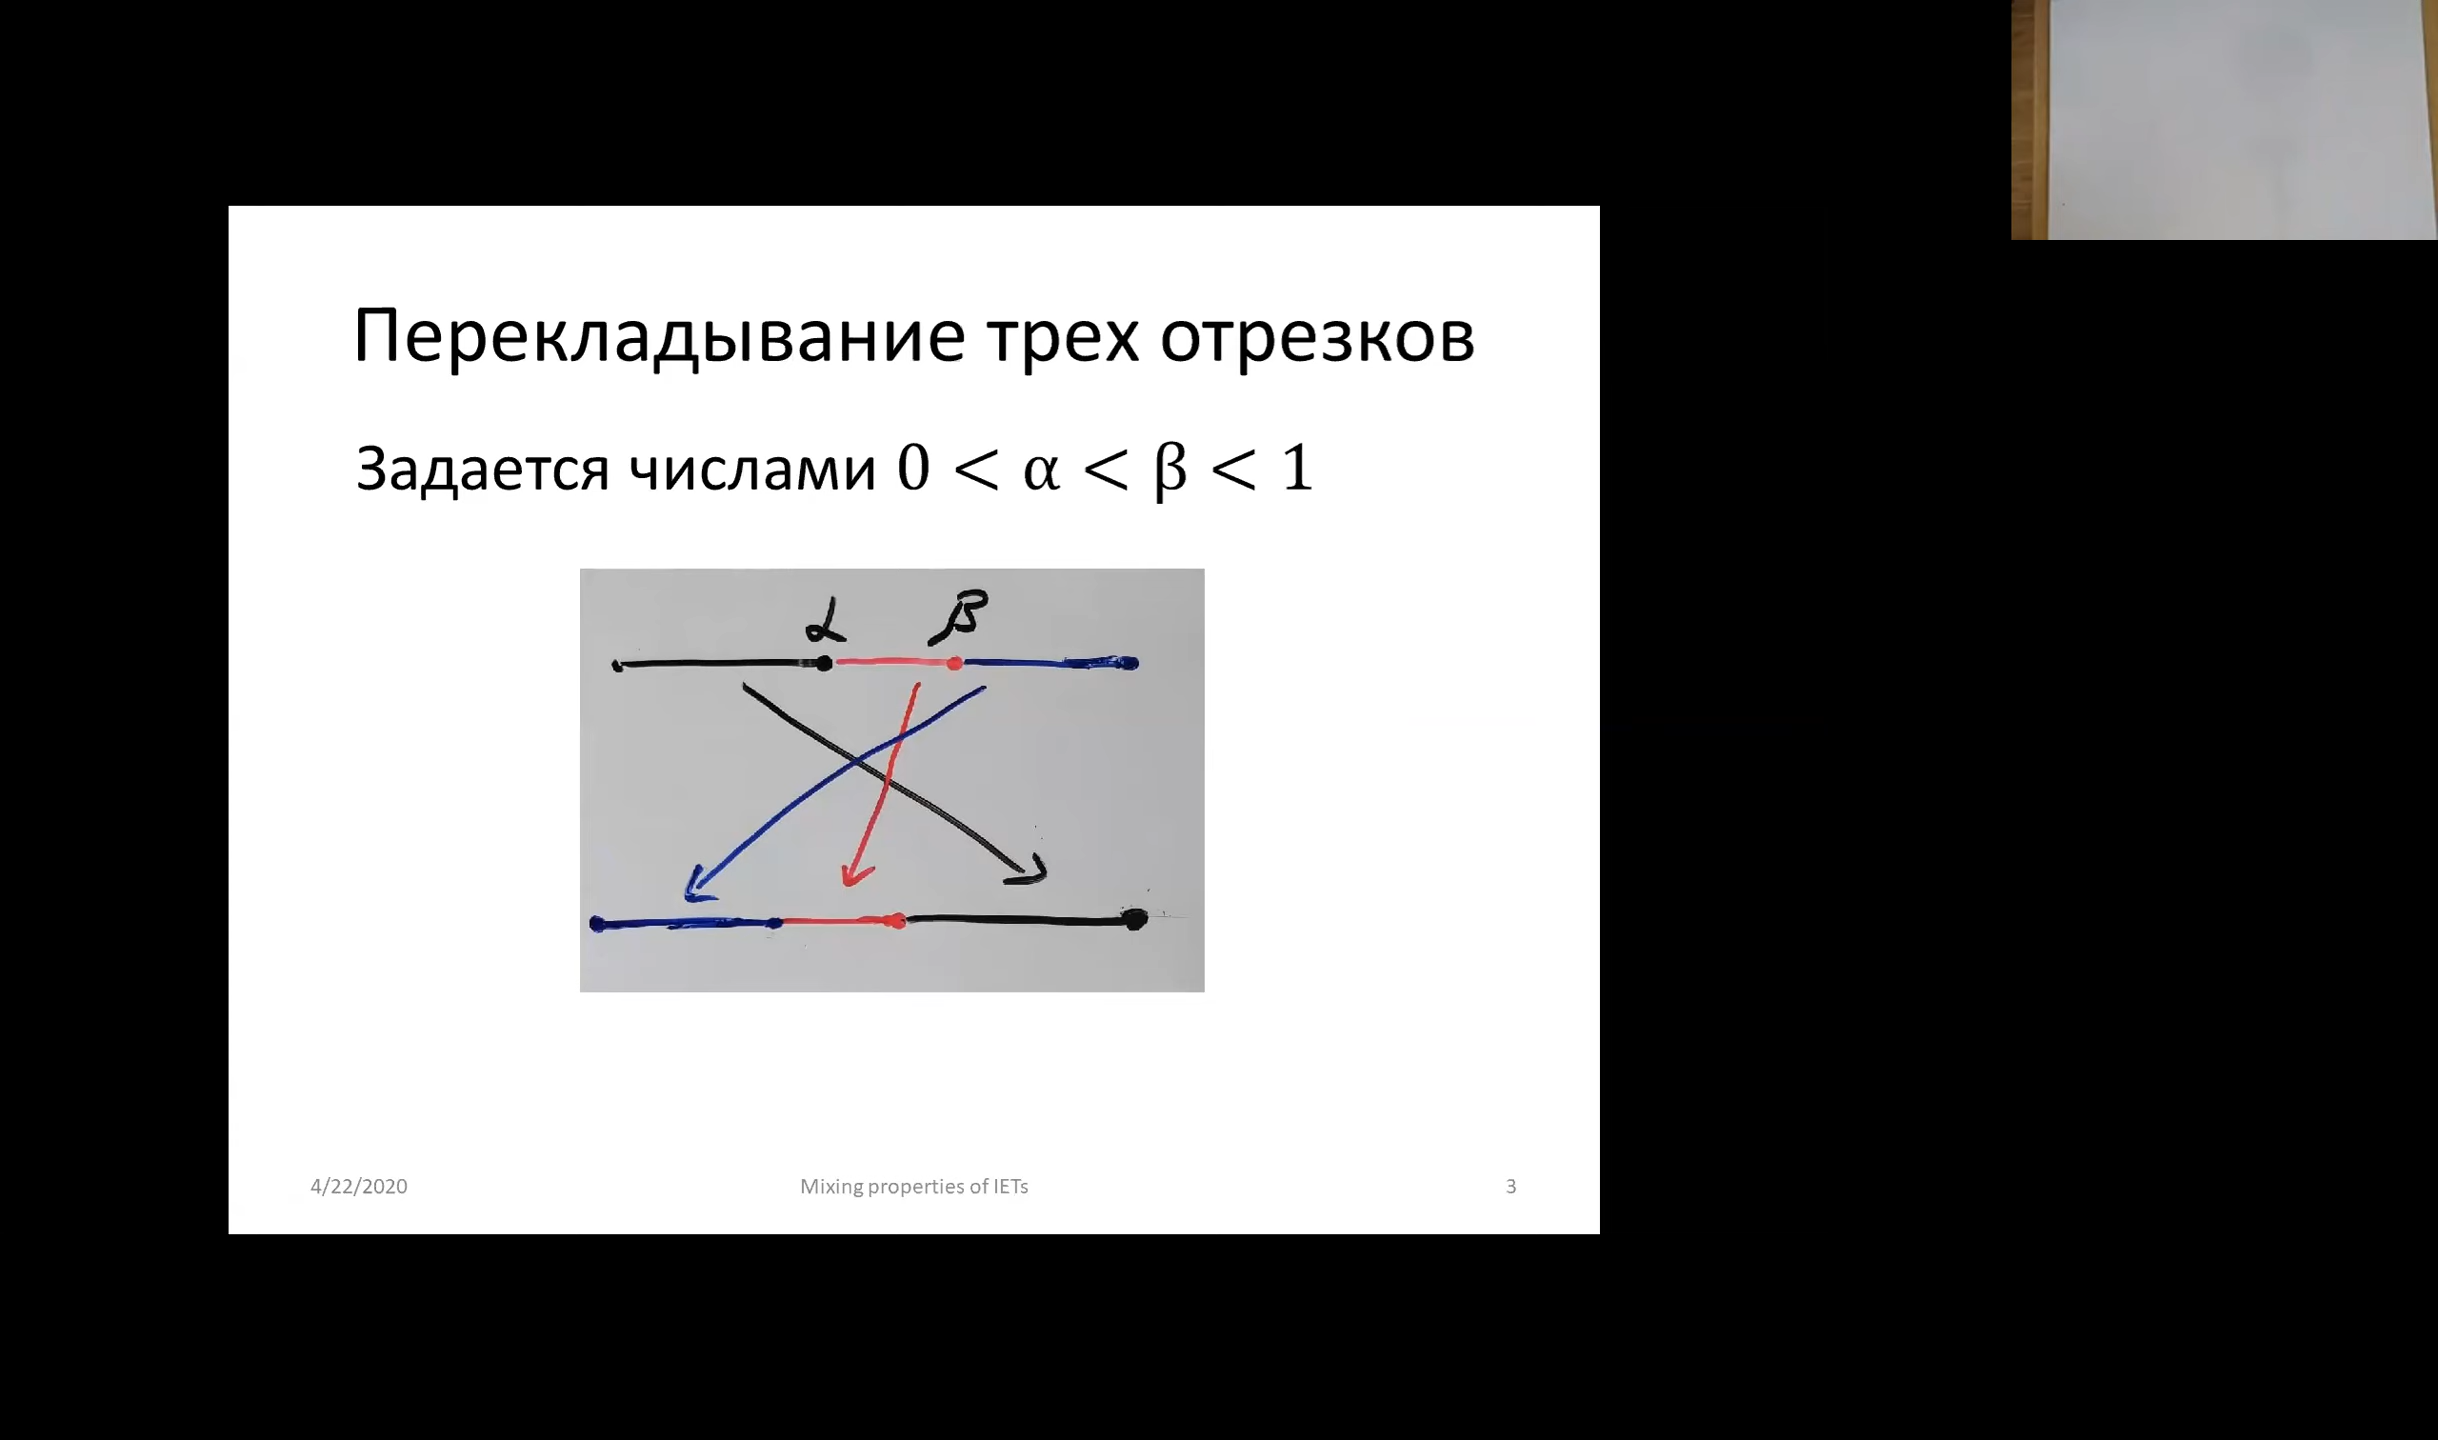 Перекладывание трех отрезков
Задается числами 0 < α < β < 1
α β
4/22/2020 Mixing properties of IETs 3